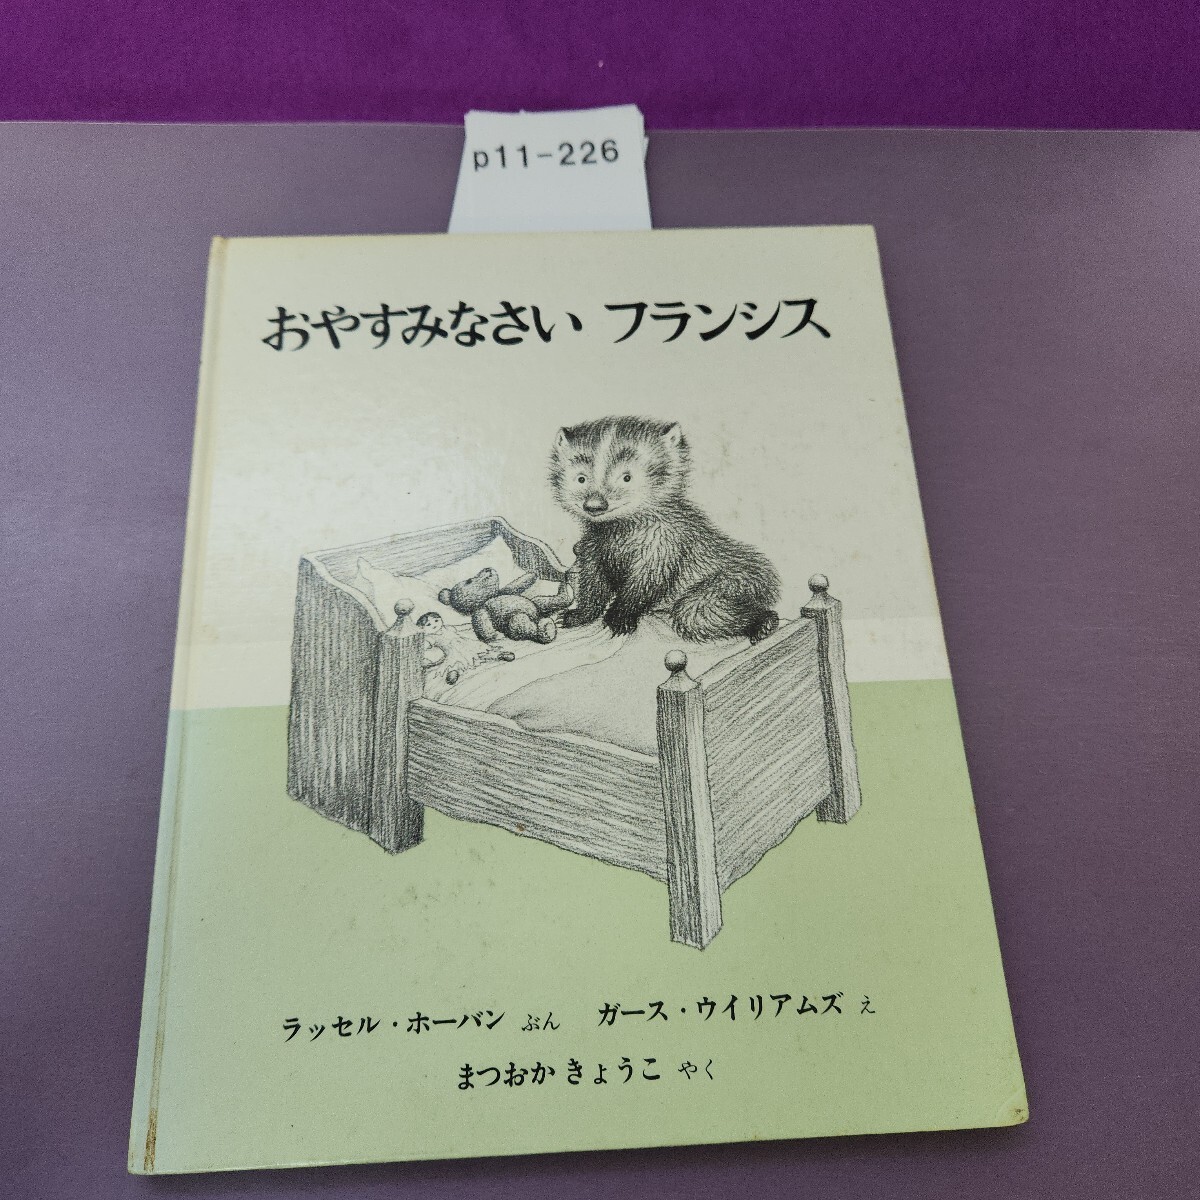 p11-226
おやすみなさい フランシス
ラッセル・ホーバン ぶん ガース・ウイリアムズ え
まつおか きょうこ やく